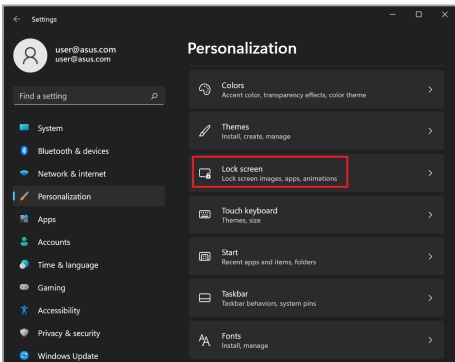 Settings
user@asus.com
user@asus.com
Find a setting
System
Bluetooth & devices
Network & internet
Personalization
Apps
Accounts
Time & language
Gaming
Accessibility
Privacy & security
Windows Update
Personalization
Colors
Accent color, transparency effects, color theme
Themes
Install, create, manage
Lock screen
Lock screen images, apps, animations
Touch keyboard
Themes, size
Start
Recent apps and items, folders
Taskbar
Taskbar behaviors, system pins
Fonts
Install, manage